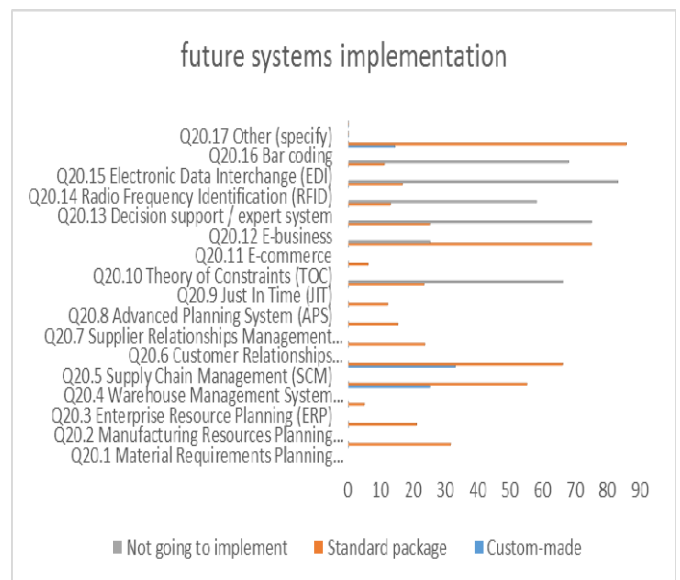 future systems implementation
Q20.17 Other (specify)
Q20.16 Bar coding
Q20.15 Electronic Data Interchange (EDI)
Q20.14 Radio Frequency Identification (RFID)
Q20.13 Decision support / expert system
Q20.12 E-business
Q20.11 E-commerce
Q20.10 Theory of Constraints (TOC)
Q20.9 Just In Time (JIT)
Q20.8 Advanced Planning System (APS)
Q20.7 Supplier Relationships Management...
Q20.6 Customer Relationships...
Q20.5 Supply Chain Management (SCM)
Q20.4 Warehouse Management System...
Q20.3 Enterprise Resource Planning (ERP)
Q20.2 Manufacturing Resources Planning...
Q20.1 Material Requirements Planning...
0 10 20 30 40 50 60 70 80 90
Not going to implement Standard package Custom-made